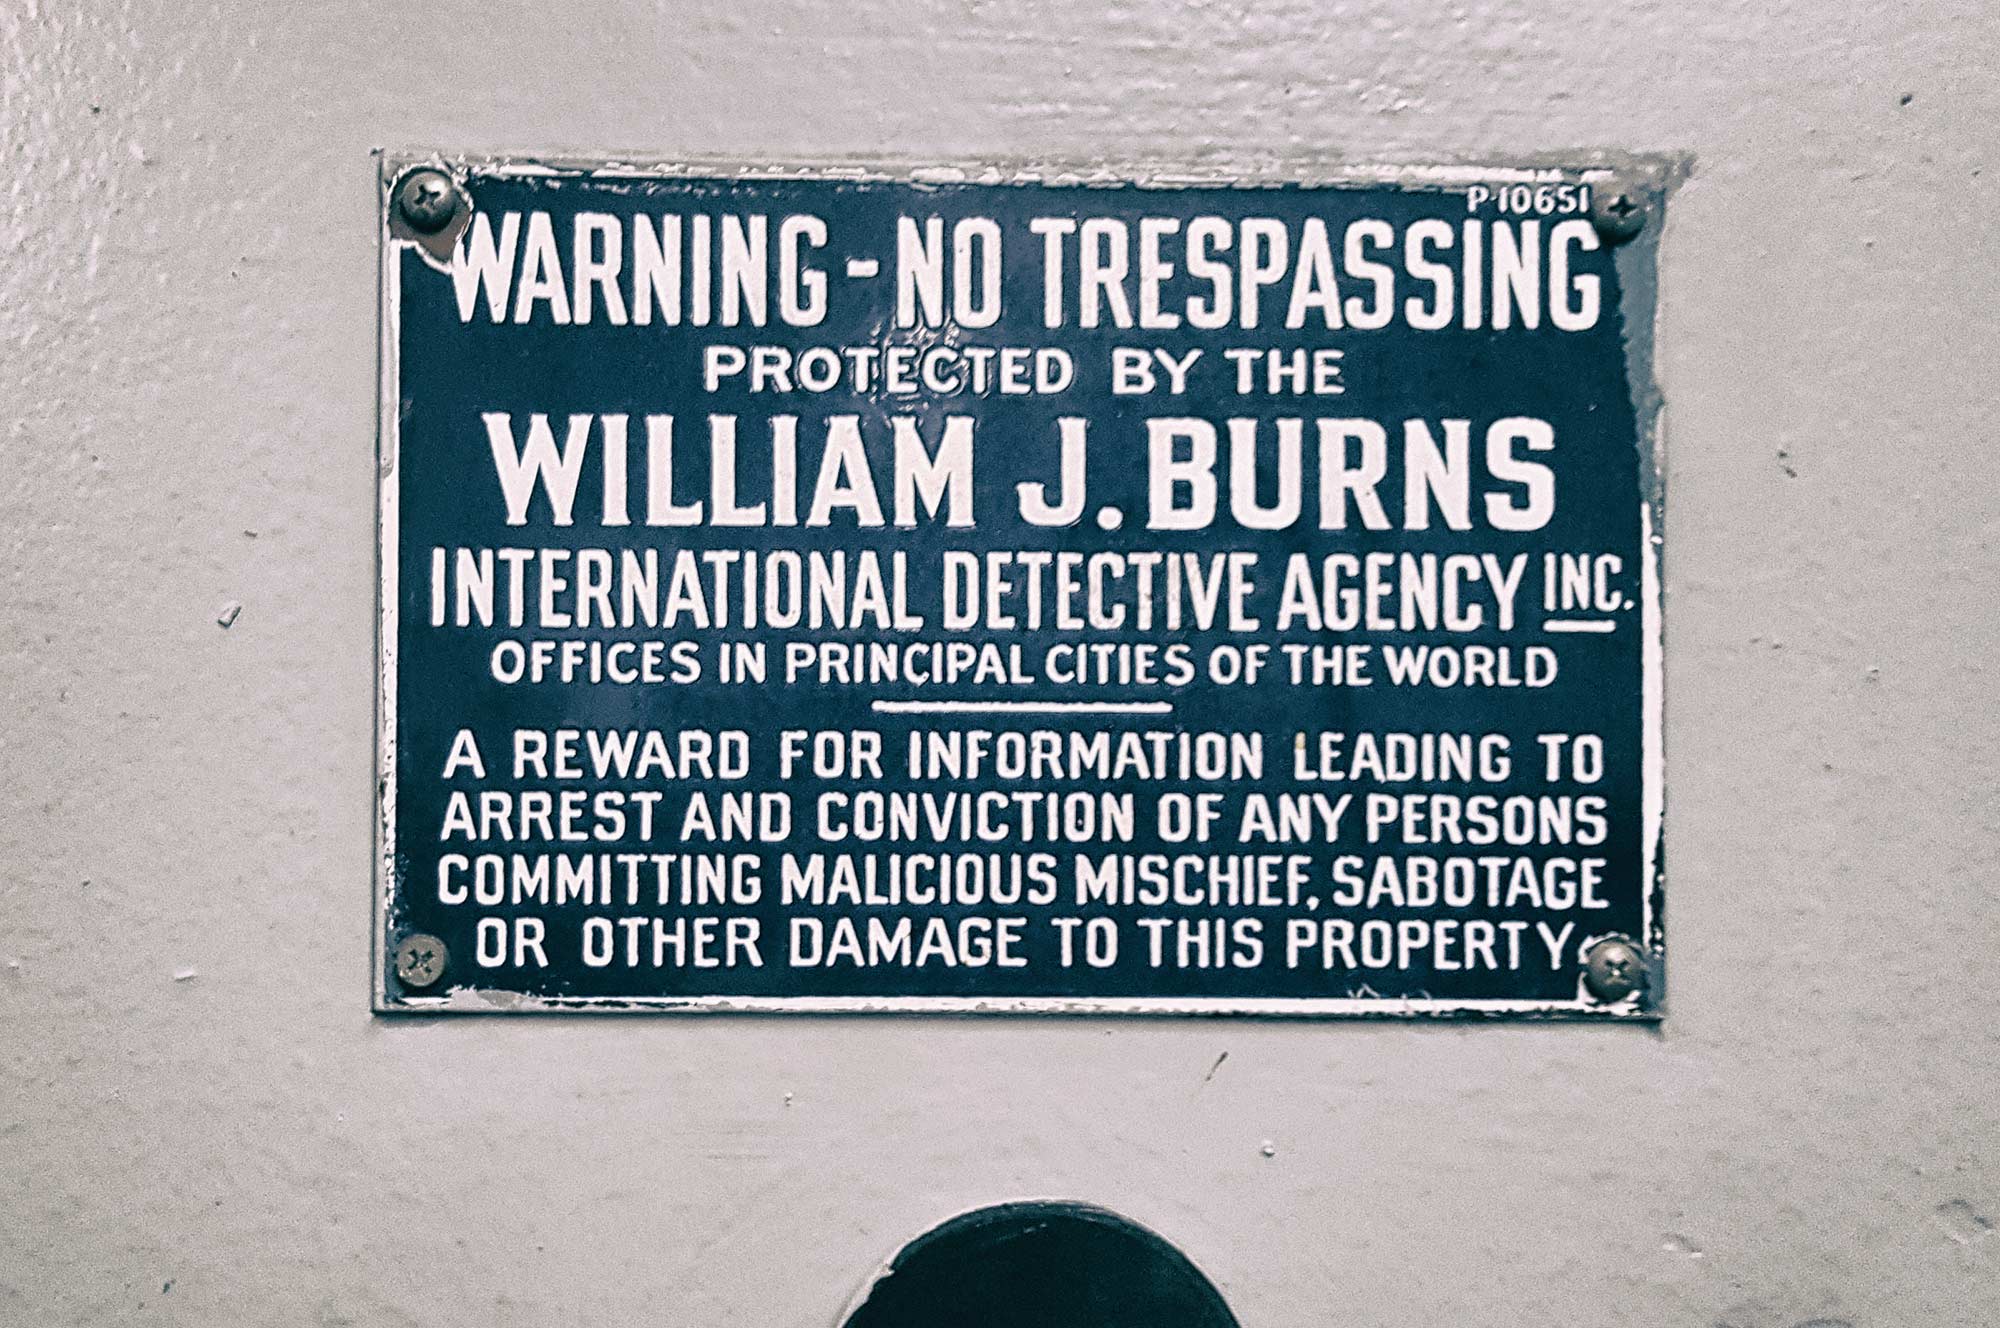 P-10651
WARNING - NO TRESPASSING
PROTECTED BY THE
WILLIAM J. BURNS
INTERNATIONAL DETECTIVE AGENCY INC.
OFFICES IN PRINCIPAL CITIES OF THE WORLD
A REWARD FOR INFORMATION LEADING TO
ARREST AND CONVICTION OF ANY PERSONS
COMMITTING MALICIOUS MISCHIEF, SABOTAGE
OR OTHER DAMAGE TO THIS PROPERTY.